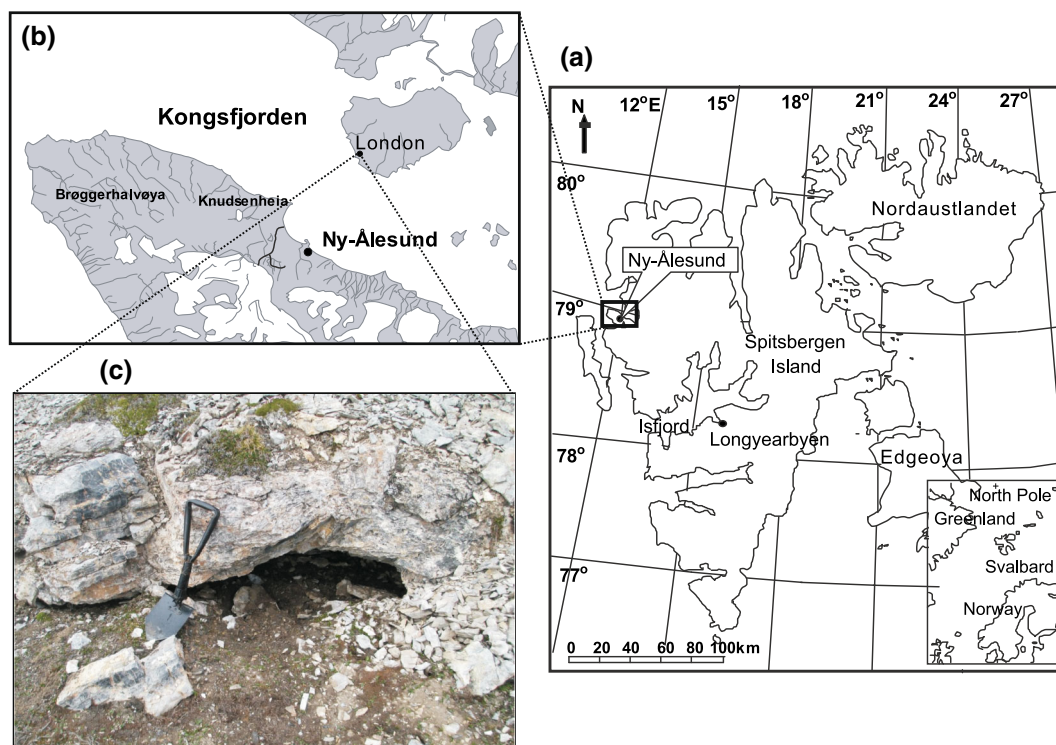 (b)
Kongsfjorden
London
Brøggerhalvøya
Knudsenheia
Ny-Ålesund
(a)
N
12°E 15° 18° 21° 24° 27°
80°
79°
78°
77°
Nordaustlandet
Ny-Ålesund
Spitsbergen
Island
Isfjord
Longyearbyen
Edgeoya
North Pole
Greenland
Svalbard
Norway
0 20 40 60 80 100km
(c)